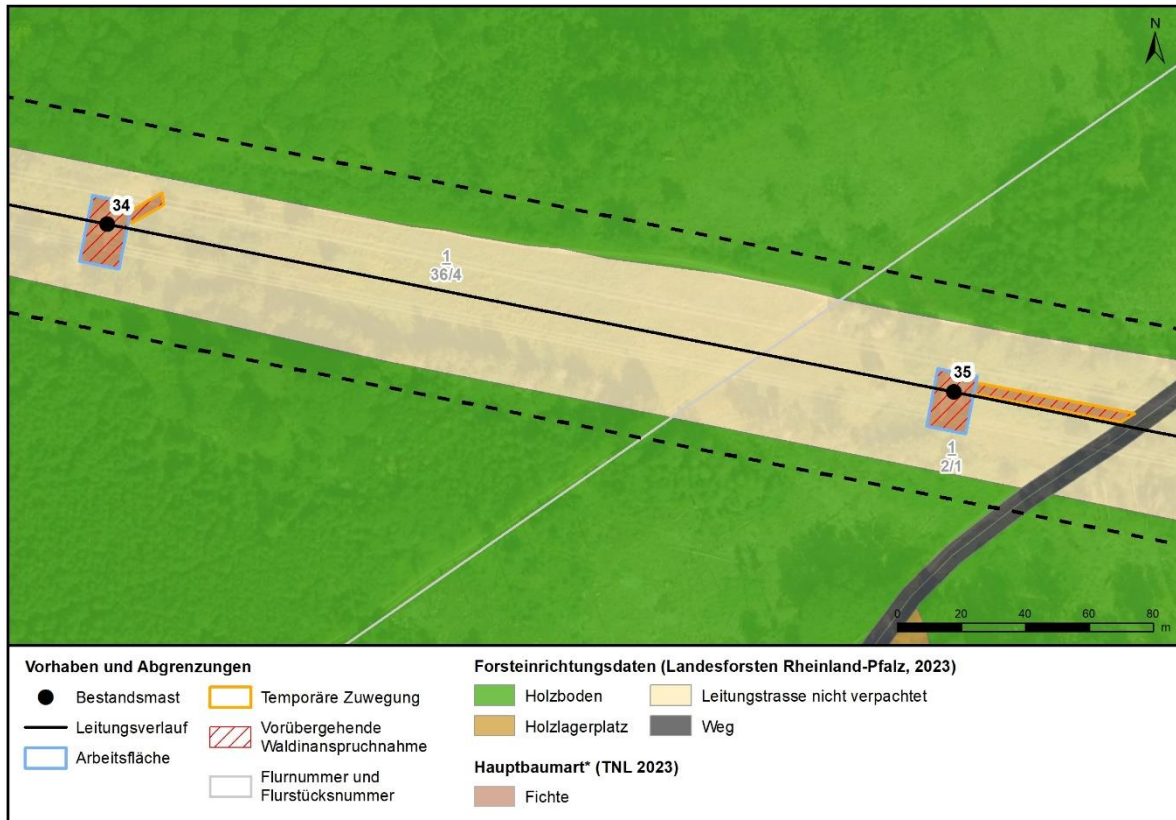 N
34
1
36/4
35
1
2/1
0 20 40 60 80
m
Vorhaben und Abgrenzungen
Bestandsmast
Leitungsverlauf
Arbeitsfläche
Temporäre Zuwegung
Vorübergehende
Waldinanspruchnahme
Flurnummer und
Flurstücksnummer
Forsteinrichtungsdaten (Landesforsten Rheinland-Pfalz, 2023)
Holzboden
Holzlagerplatz
Leitungstrasse nicht verpachtet
Weg
Hauptbaumart* (TNL 2023)
Fichte